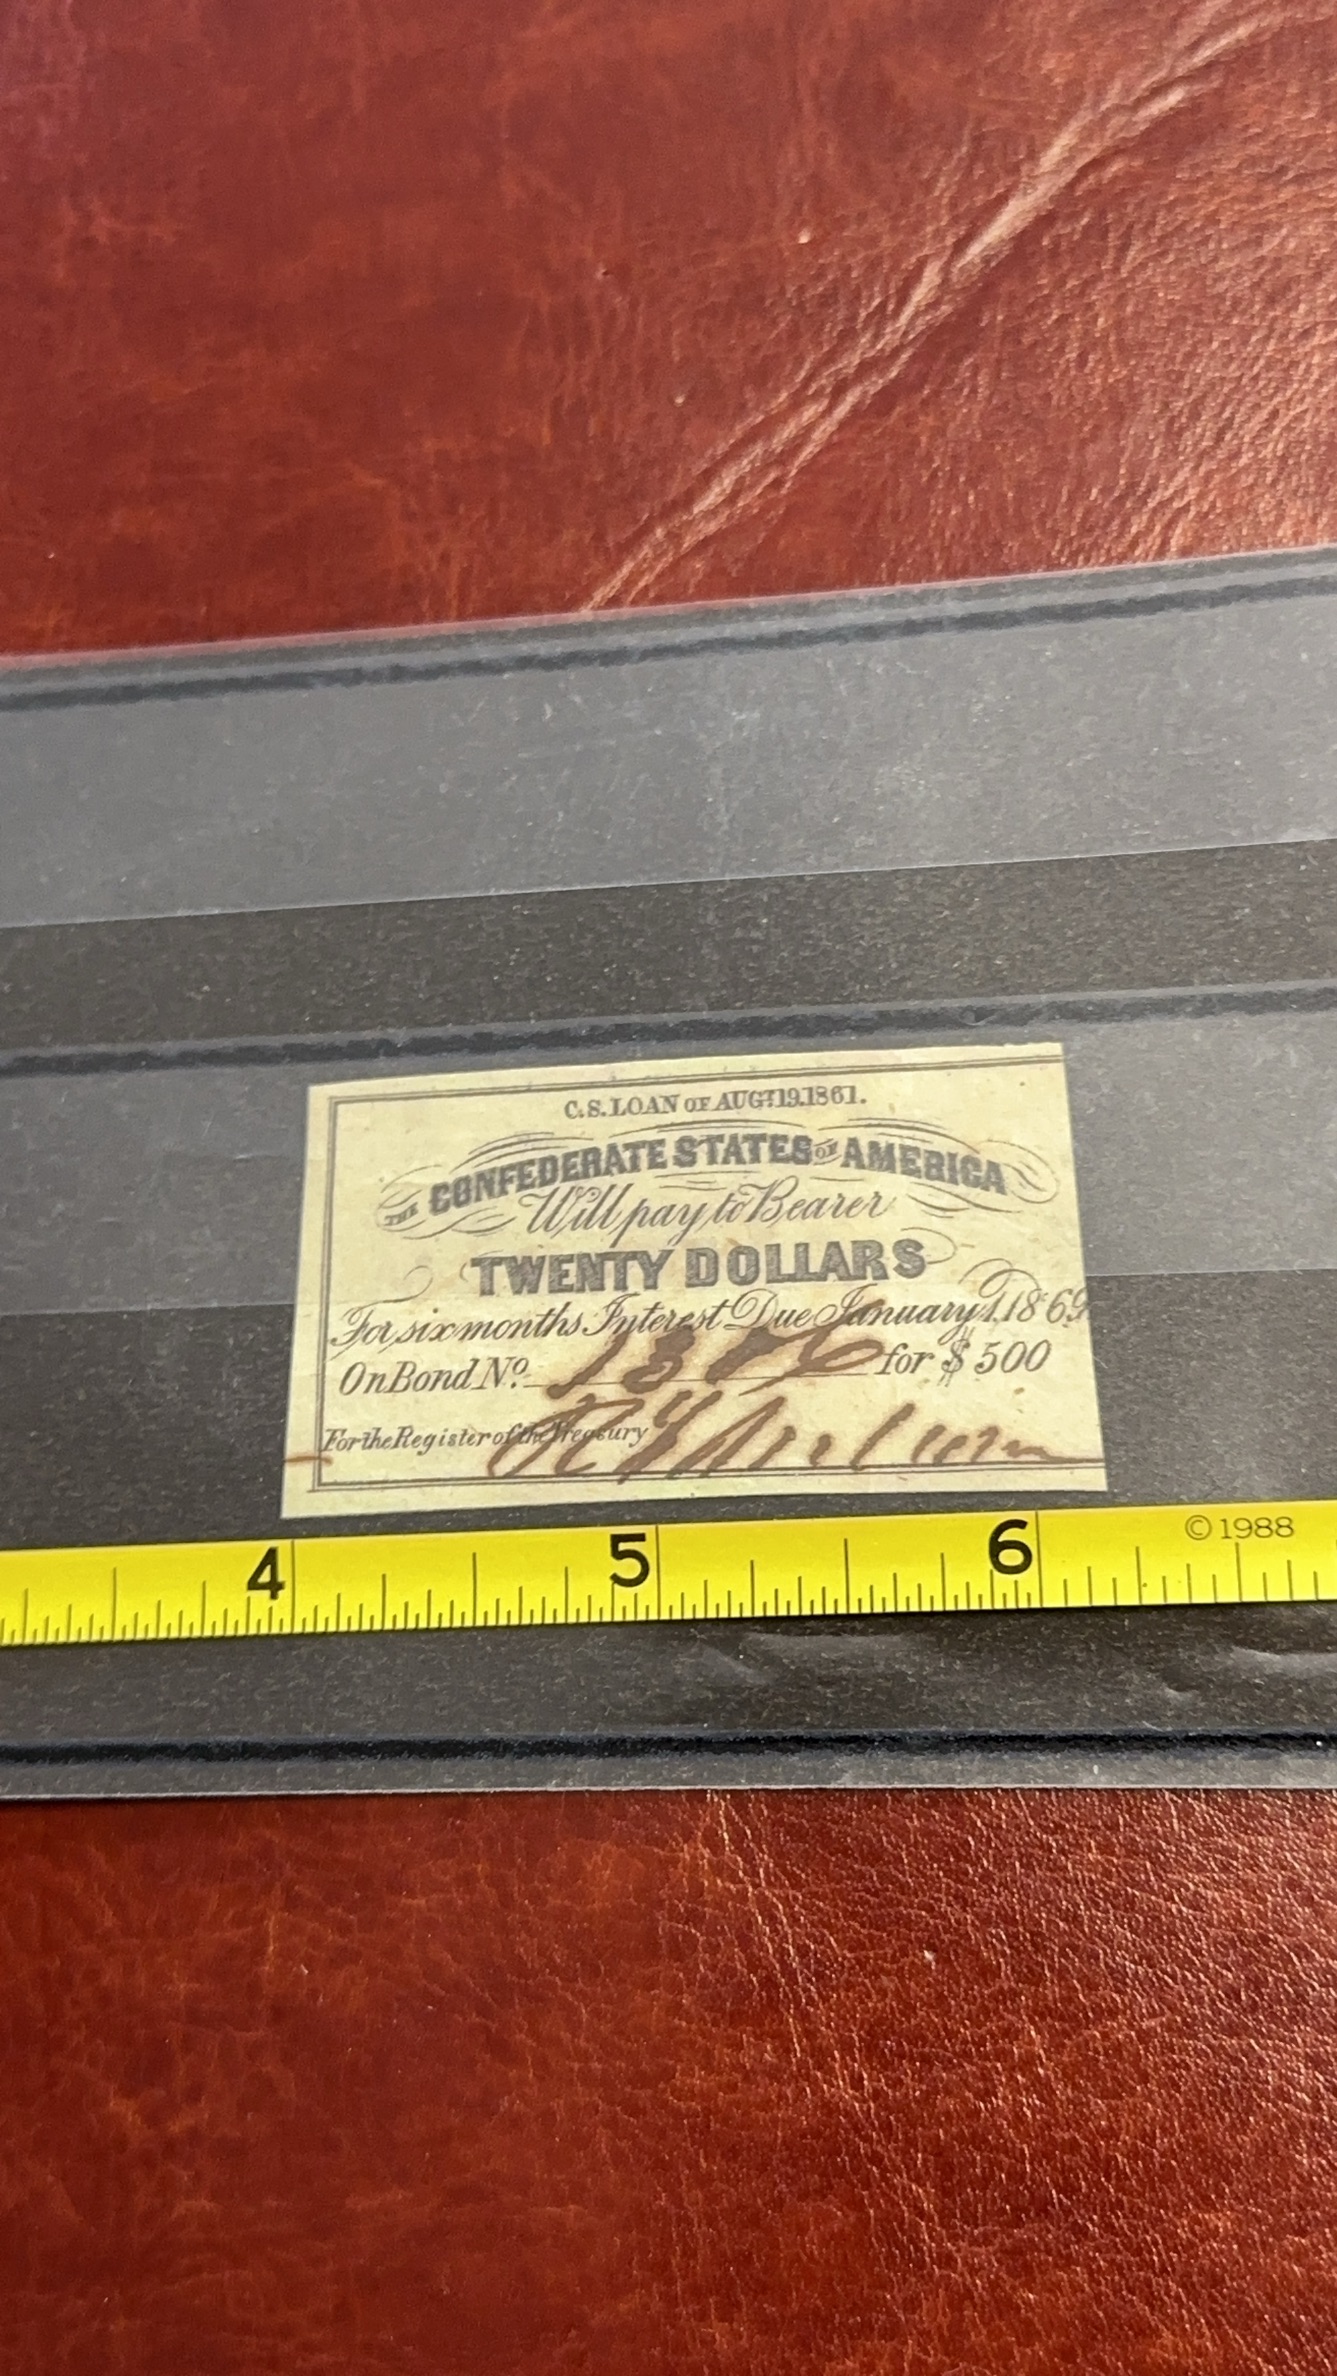 C.S. LOAN OF AUGT. 19. 1861.
THE CONFEDERATE STATES OF AMERICA
Will pay to Bearer
TWENTY DOLLARS
For six months Interest Due January 1, 1869
On Bond No. for $500
For the Register of the Treasury
4 5 6 © 1988